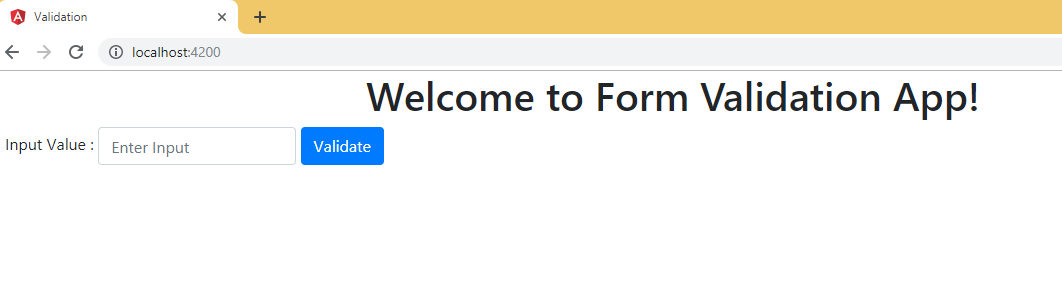 Validation
localhost:4200
Welcome to Form Validation App!
Input Value : Enter Input Validate